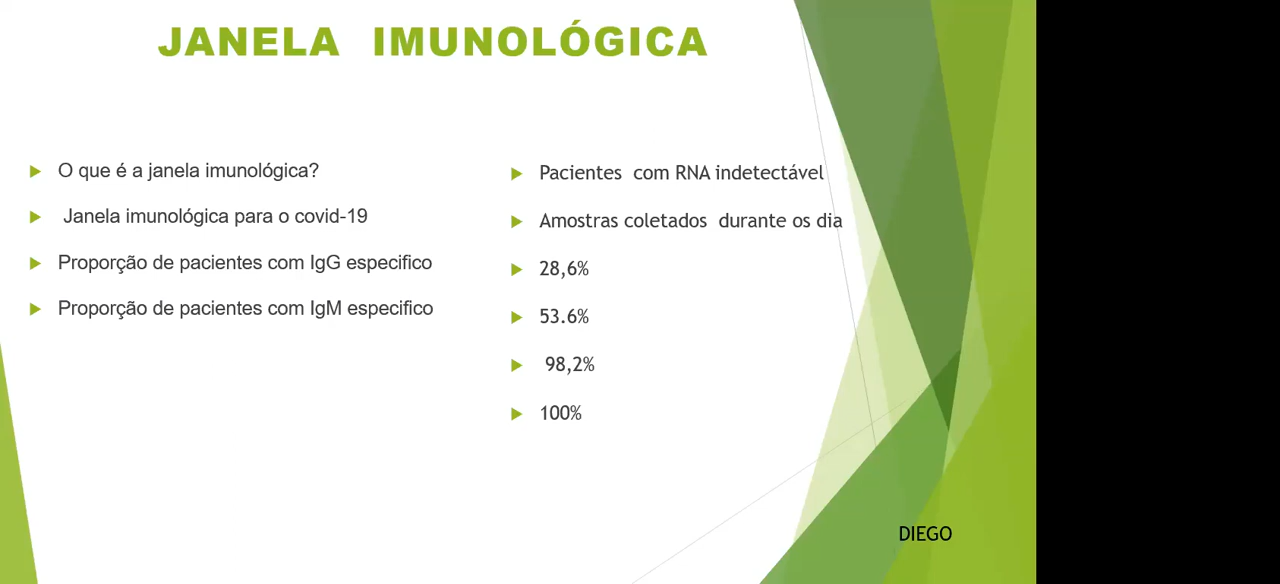 JANELA IMUNOLÓGICA
O que é a janela imunológica?
Janela imunológica para o covid-19
Proporção de pacientes com IgG especifico
Proporção de pacientes com IgM especifico
Pacientes com RNA indetectável
Amostras coletados durante os dia
28,6%
53.6%
98,2%
100%
DIEGO